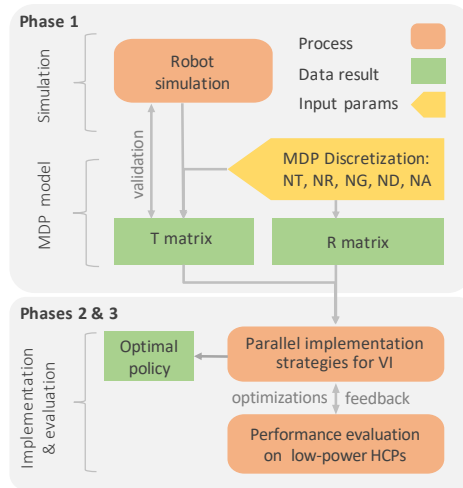 Phase 1
Simulation
Robot
simulation
Process
Data result
Input params
validation
MDP model
MDP Discretization:
NT, NR, NG, ND, NA
T matrix
R matrix
Phases 2 & 3
Implementation
& evaluation
Optimal
policy
Parallel implementation
strategies for VI
optimizations
feedback
Performance evaluation
on low-power HCPs